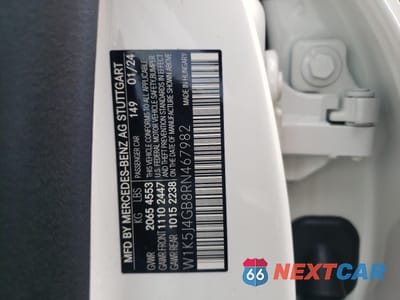 MFD BY MERCEDES-BENZ AG STUTTGART
PASSENGER CAR 149 01/24
KG LBS
GVWR 2065 4553
GAWR FRONT 1110 2447
GAWR REAR 1015 2238
THIS VEHICLE CONFORMS TO ALL APPLICABLE
U.S. FEDERAL MOTOR VEHICLE SAFETY, BUMPER,
AND THEFT PREVENTION STANDARDS IN EFFECT
ON THE DATE OF MANUFACTURE SHOWN ABOVE.
W1K5J4GB8RN467982
MADE IN HUNGARY
66 NEXTCAR